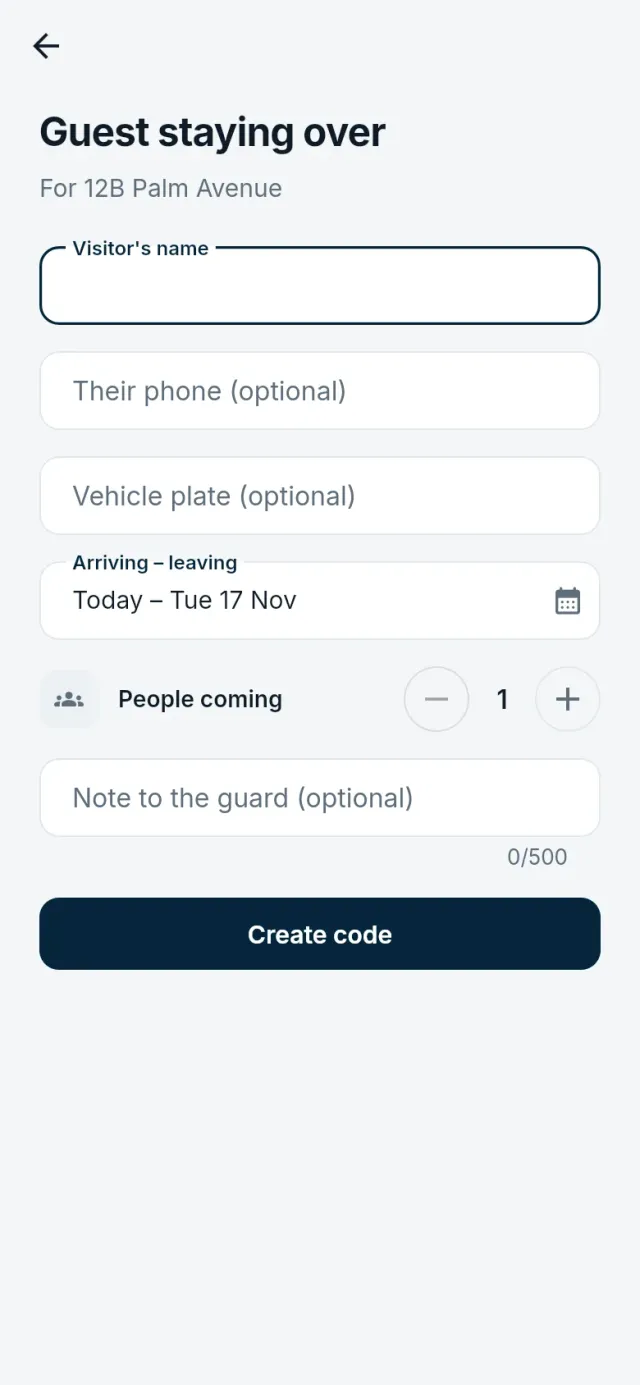 Guest staying over
For 12B Palm Avenue
Visitor's name
Their phone (optional)
Vehicle plate (optional)
Arriving – leaving
Today – Tue 17 Nov
People coming
1
Note to the guard (optional)
0/500
Create code